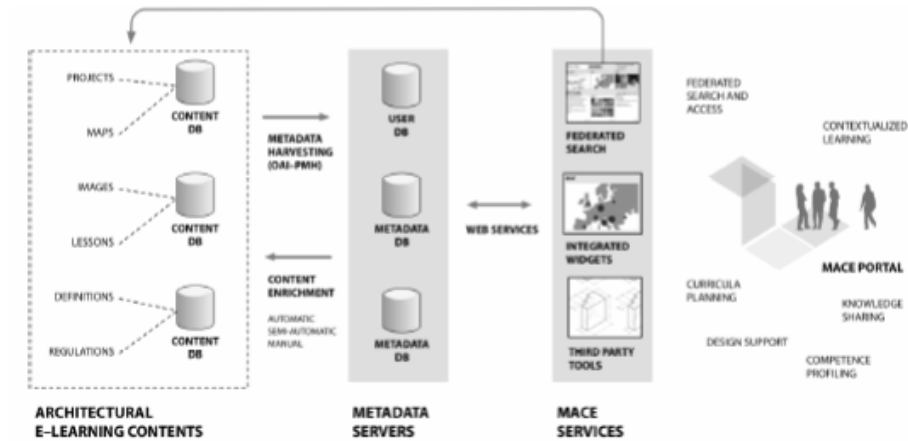 PROJECTS
MAPS
CONTENT
DB
IMAGES
LESSONS
CONTENT
DB
DEFINITIONS
REGULATIONS
CONTENT
DB
ARCHITECTURAL
E–LEARNING CONTENTS
METADATA
HARVESTING
(OAI–PMH)
CONTENT
ENRICHMENT
AUTOMATIC
SEMI-AUTOMATIC
MANUAL
USER
DB
METADATA
DB
METADATA
DB
METADATA
SERVERS
WEB SERVICES
FEDERATED
SEARCH
INTEGRATED
WIDGETS
THIRD PARTY
TOOLS
MACE
SERVICES
FEDERATED
SEARCH AND
ACCESS
CONTEXTUALIZED
LEARNING
MACE PORTAL
CURRICULA
PLANNING
KNOWLEDGE
SHARING
DESIGN SUPPORT
COMPETENCE
PROFILING